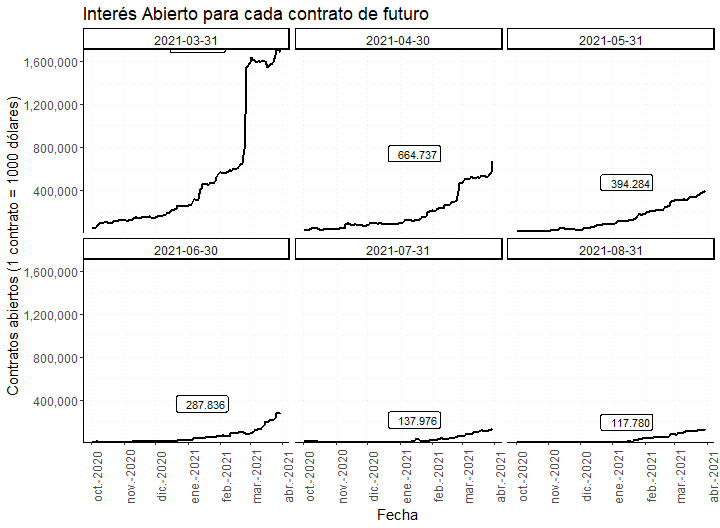 Interés Abierto para cada contrato de futuro
2021-03-31
2021-04-30
2021-05-31
1,600,000
1,200,000
800,000
400,000
664.737
394.284
2021-06-30
2021-07-31
2021-08-31
1,600,000
1,200,000
800,000
400,000
287.836
137.976
117.780
Contratos abiertos (1 contrato = 1000 dólares)
oct.-2020
nov.-2020
dic.-2020
ene.-2021
feb.-2021
mar.-2021
abr.-2021
oct.-2020
nov.-2020
dic.-2020
ene.-2021
feb.-2021
mar.-2021
abr.-2021
oct.-2020
nov.-2020
dic.-2020
ene.-2021
feb.-2021
mar.-2021
abr.-2021
Fecha